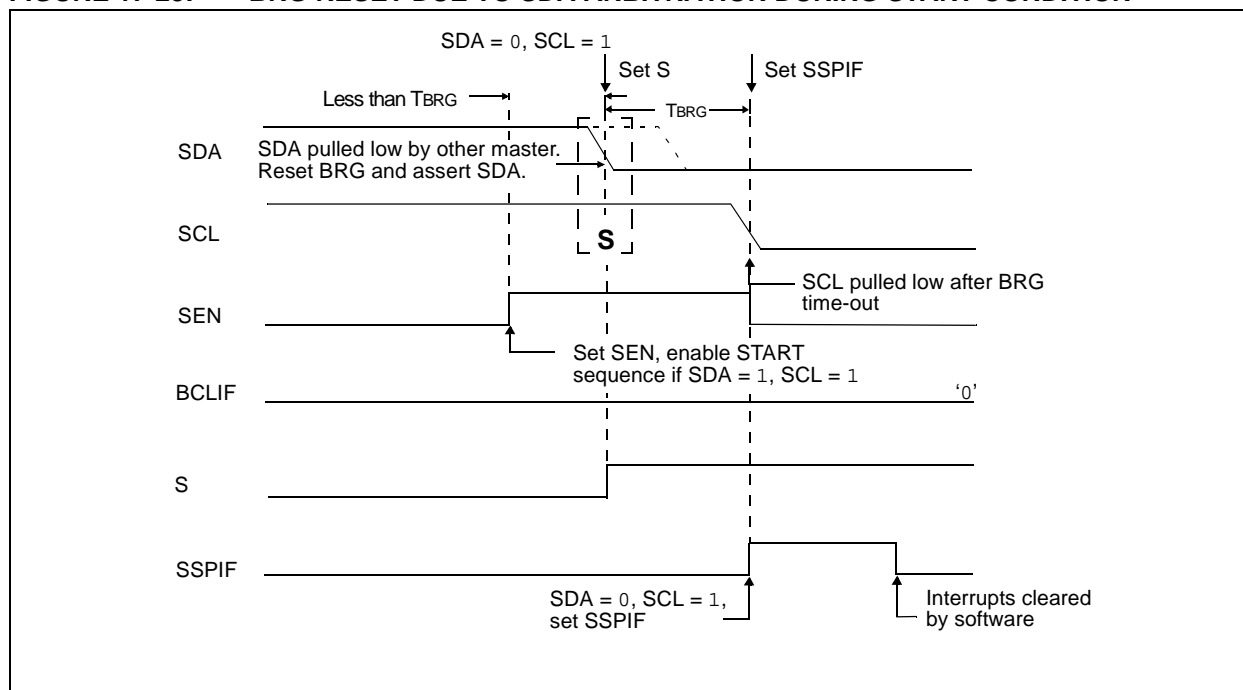 SDA = 0, SCL = 1
Set S
Set SSPIF
Less than TBRG
TBRG
SDA
SDA pulled low by other master.
Reset BRG and assert SDA.
SCL
S
SCL pulled low after BRG
time-out
SEN
Set SEN, enable START
sequence if SDA = 1, SCL = 1
BCLIF
‘0’
S
SSPIF
SDA = 0, SCL = 1,
set SSPIF
Interrupts cleared
by software